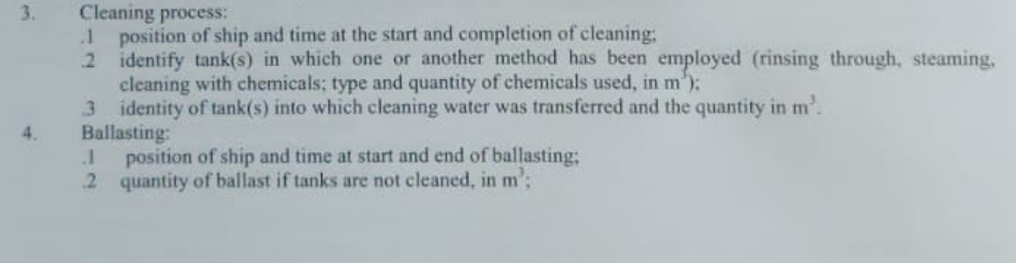 3. Cleaning process:
.1 position of ship and time at the start and completion of cleaning;
.2 identify tank(s) in which one or another method has been employed (rinsing through, steaming,
cleaning with chemicals; type and quantity of chemicals used, in m³);
.3 identity of tank(s) into which cleaning water was transferred and the quantity in m³.
4. Ballasting:
.1 position of ship and time at start and end of ballasting;
.2 quantity of ballast if tanks are not cleaned, in m³;